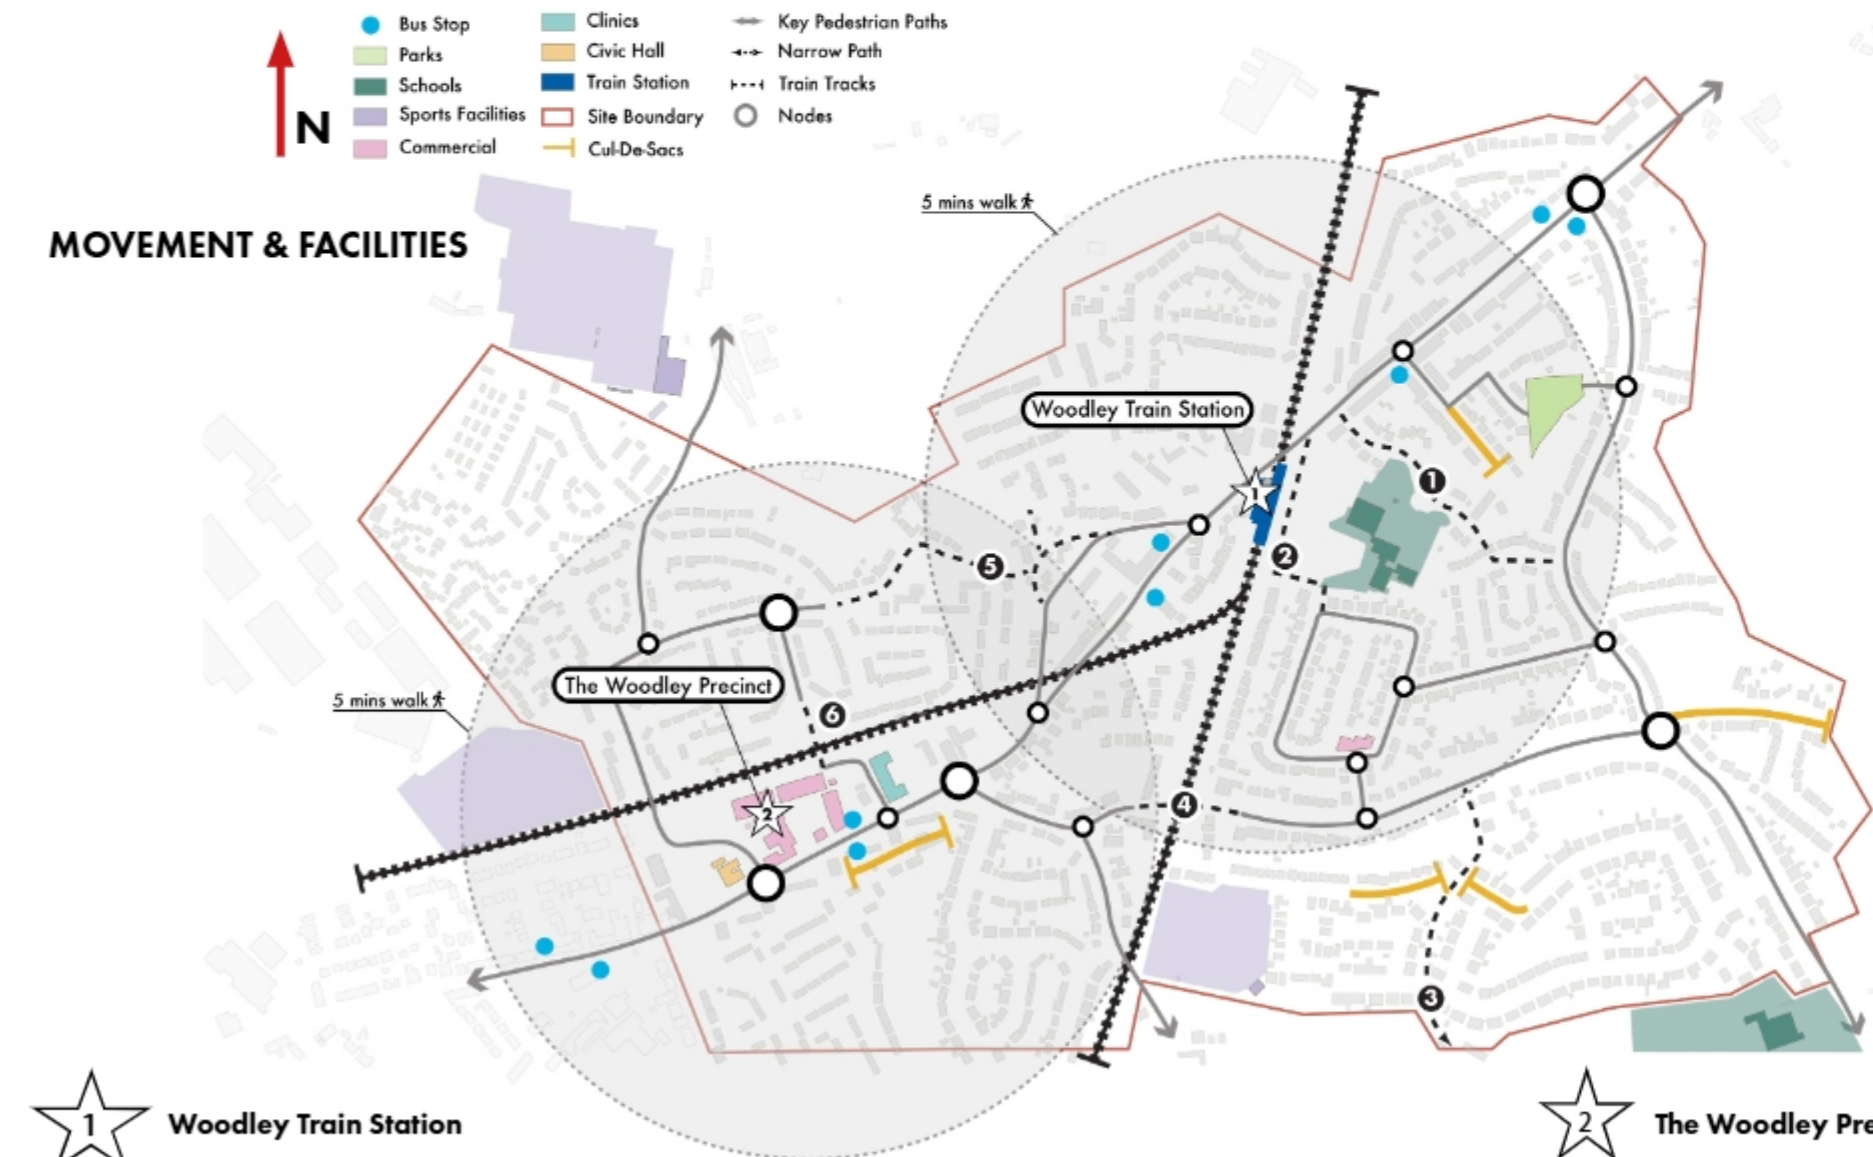 Bus Stop
Parks
Schools
Sports Facilities
Commercial
Clinics
Civic Hall
Train Station
Site Boundary
Cul-De-Sacs
Key Pedestrian Paths
Narrow Path
Train Tracks
Nodes
N
MOVEMENT & FACILITIES
5 mins walk
Woodley Train Station
1
1
2
5
5 mins walk
The Woodley Precinct
6
2
4
3
1 Woodley Train Station
2 The Woodley Pre